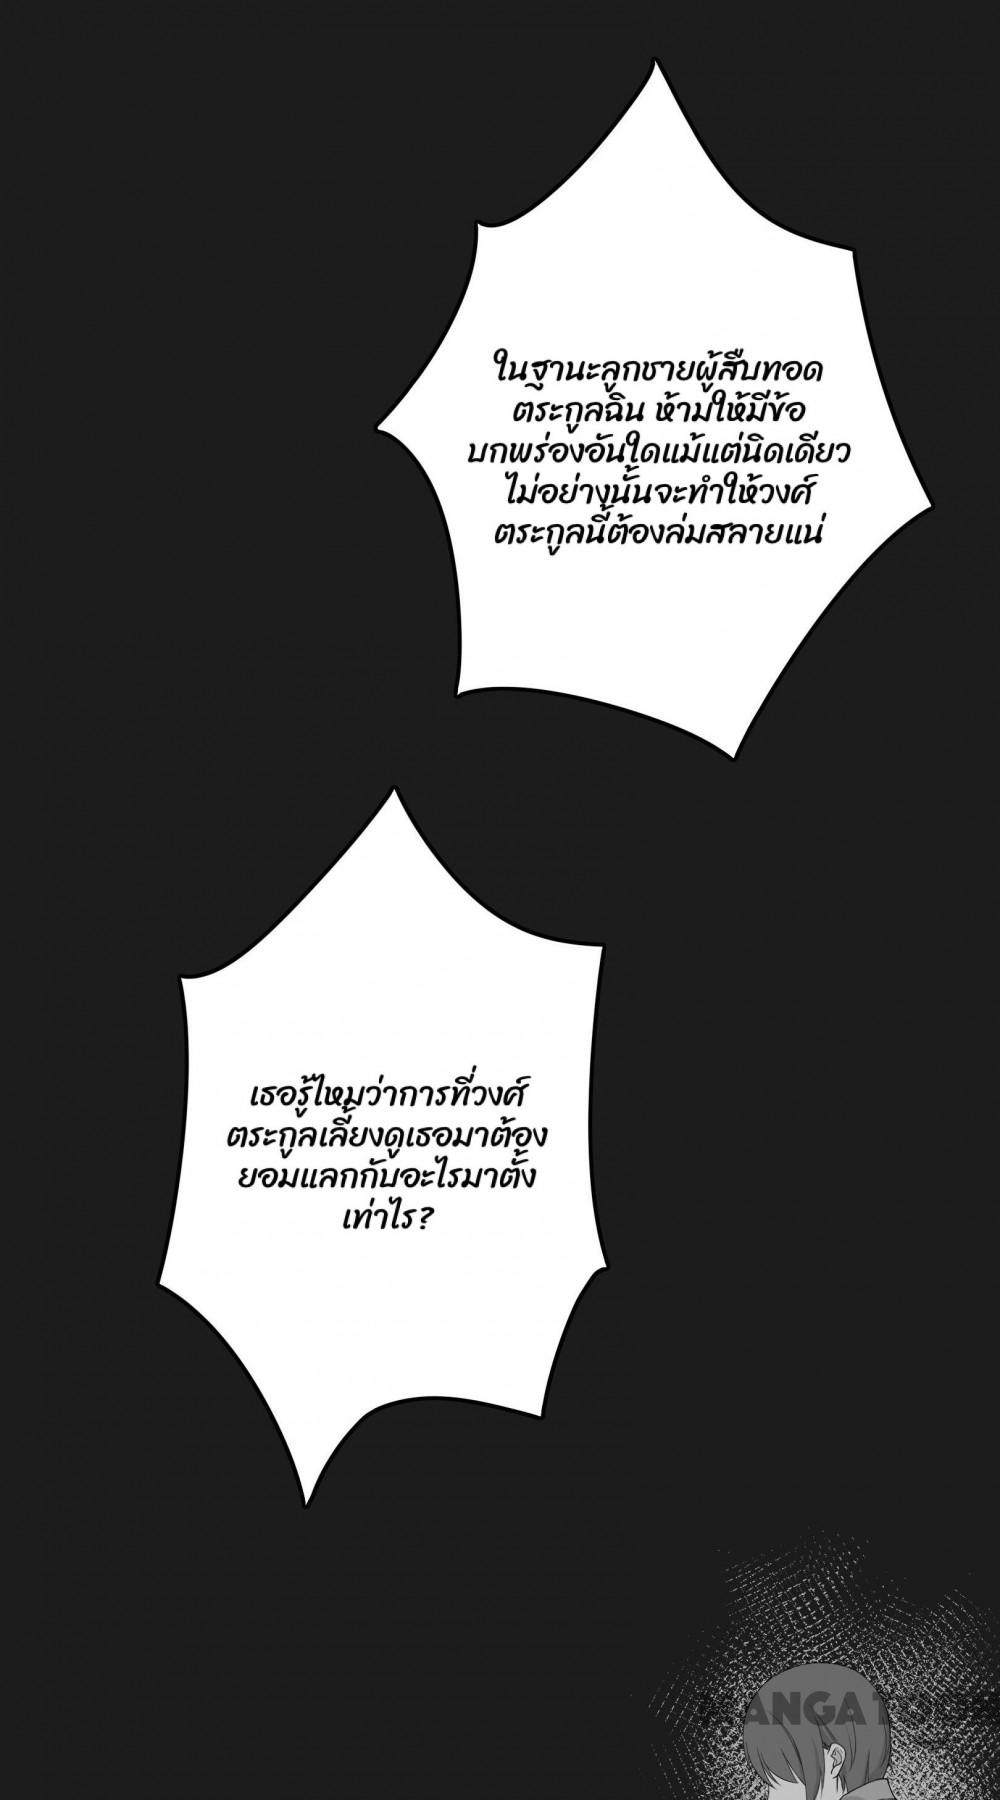 ในฐานะลูกชายผู้สืบทอด
ตระกูลฉิน ห้ามให้มีข้อ
บกพร่องอันใดแม้แต่นิดเดียว
ไม่อย่างนั้นจะทำให้วงศ์
ตระกูลนี้ต้องล่มสลายแน่
เธอรู้ไหมว่าการที่วงศ์
ตระกูลเลี้ยงดูเธอมาต้อง
ยอมแลกกับอะไรมาตั้ง
เท่าไร?
MANGA